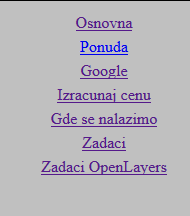 Osnovna
Ponuda
Google
Izracunaj cenu
Gde se nalazimo
Zadaci
Zadaci OpenLayers